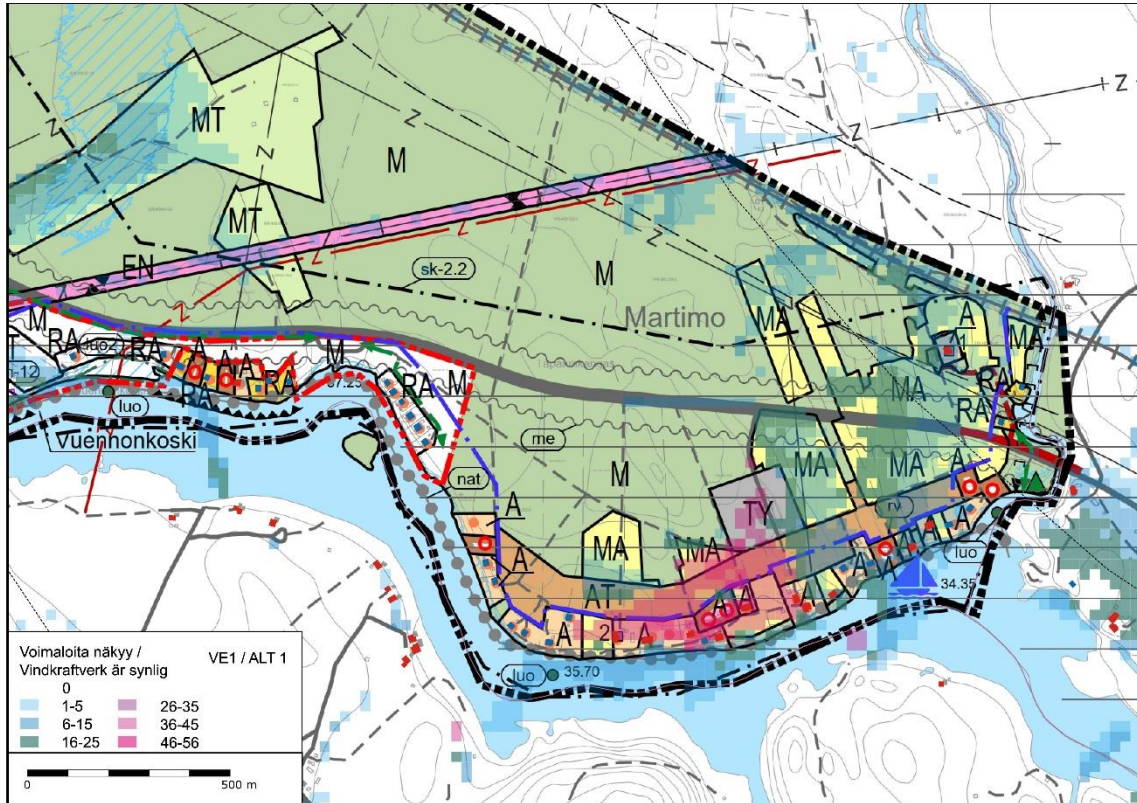 MT
M
MT
EN
sk-2.2
M
Martimo
MA
A
MA
M
RA
luo2
RA
A
A
A
RA
RA
M
RA
M
37.23
MA
RA
luo
Vuennonkoski
me
nat
M
MA
MA
A
rv
A
TY
A
MA
MA
A
luo
34.35
AT
A
A
A
A
2
A
A
luo
35.70
Z
Z
Z
Z
Z
Z
Voimaloita näkyy /
Vindkraftverk är synlig
VE1 / ALT 1
0
1-5
6-15
16-25
26-35
36-45
46-56
0
500 m